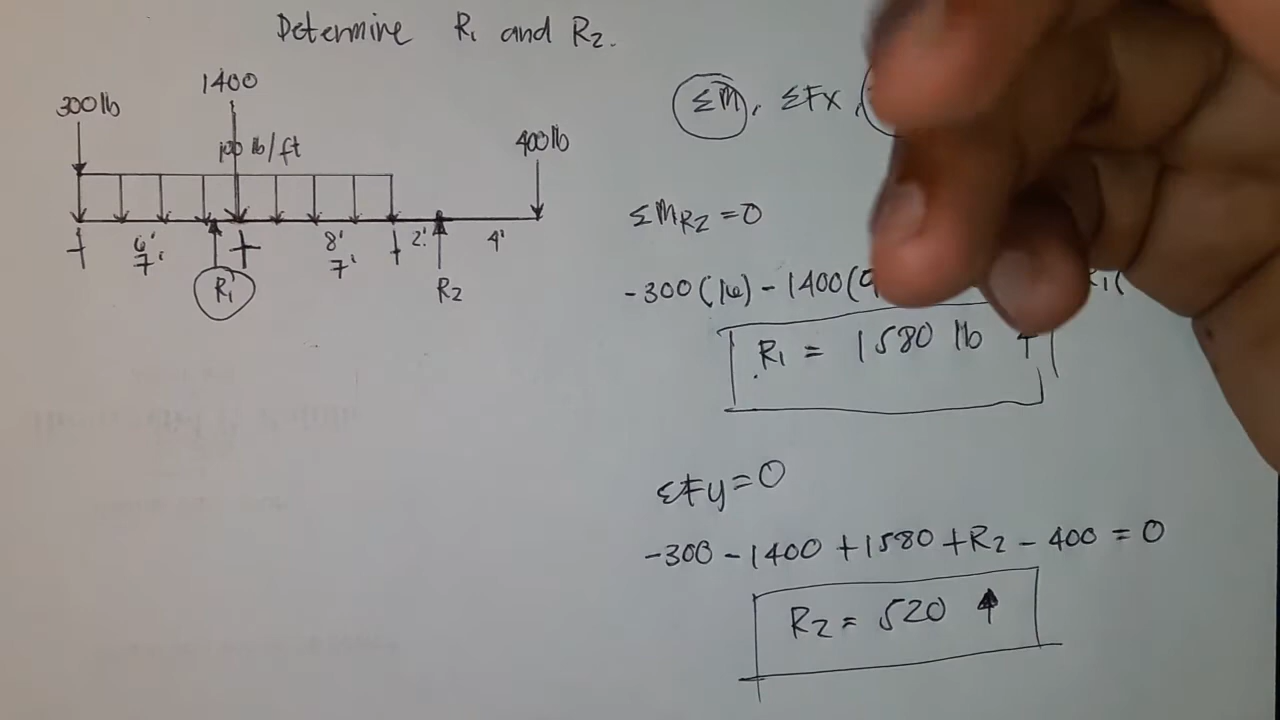 Determine R1 and R2.
1400
300 lb
100 lb/ft
400 lb
6' 8' 2' 4'
7' 7'
R1 R2
ΣM, ΣFx,
ΣMR2 = 0
-300(16) - 1400(9
R1 = 1580 lb ↑
ΣFy = 0
-300 - 1400 + 1580 + R2 - 400 = 0
R2 = 520 ↑